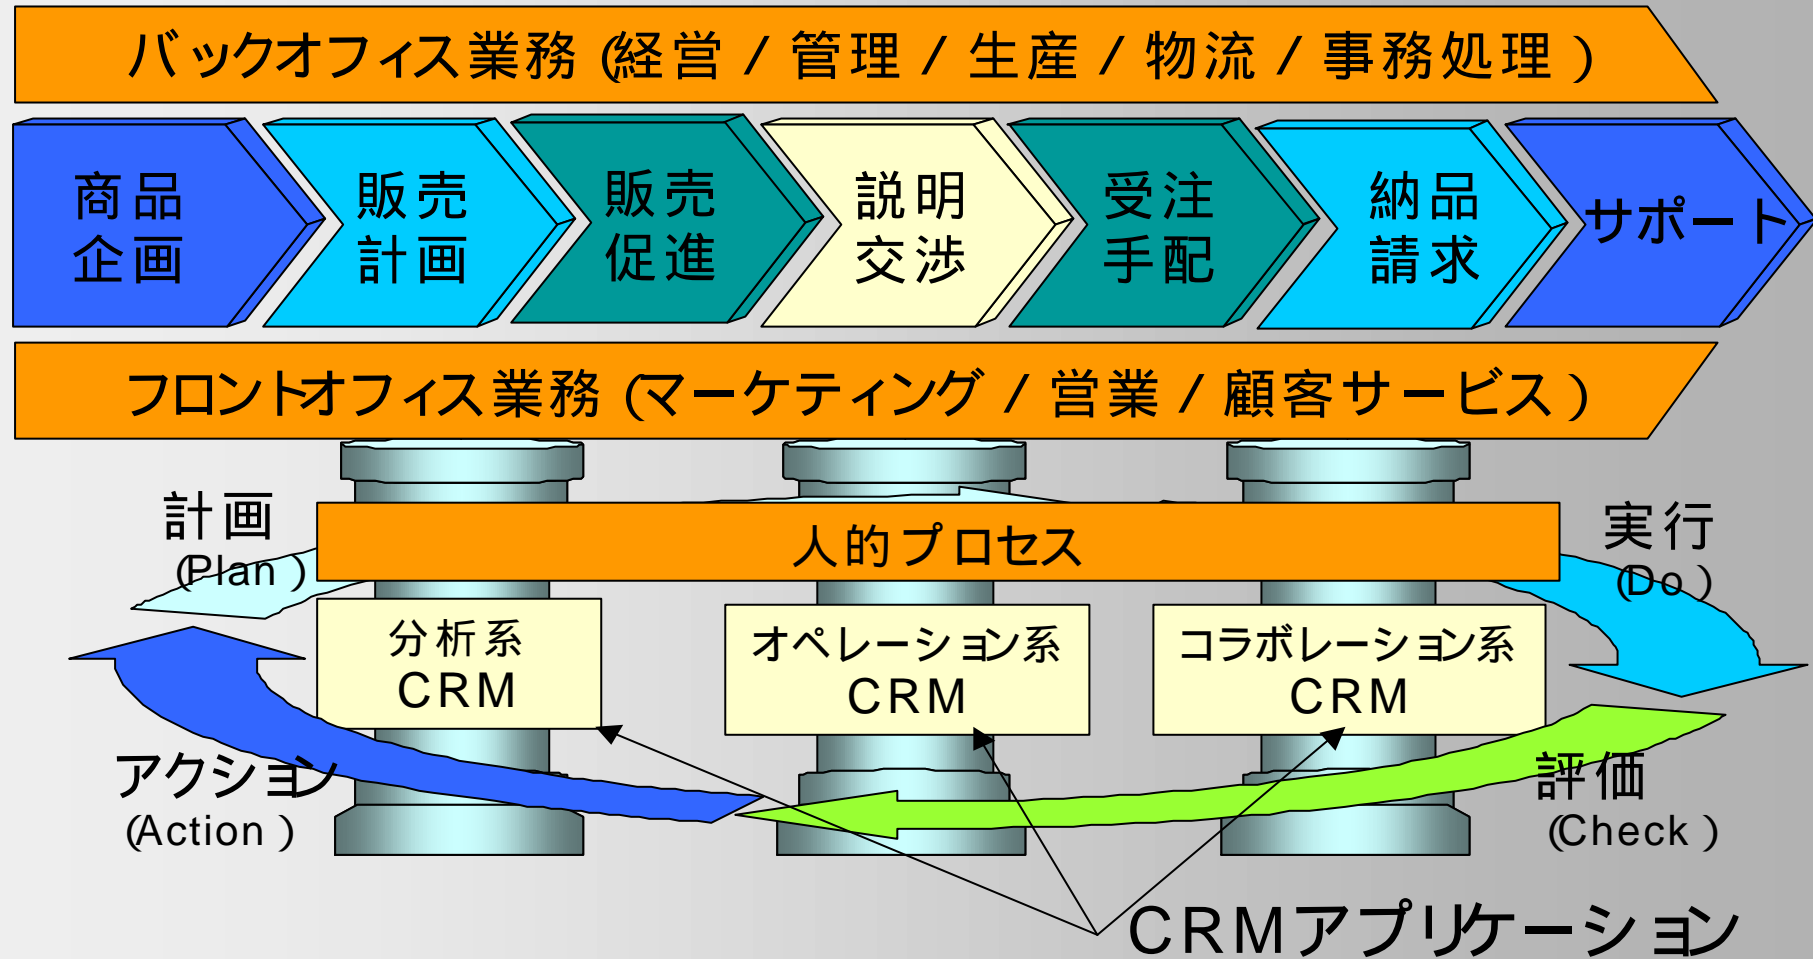 バックオフィス業務(経営/管理/生産/物流/事務処理)
商品
企画
販売
計画
販売
促進
説明
交渉
受注
手配
納品
請求
サポート
フロントオフィス業務(マーケティング/営業/顧客サービス)
計画
(Plan)
人的プロセス
実行
(Do)
分析系
CRM
オペレーション系
CRM
コラボレーション系
CRM
アクション
(Action)
評価
(Check)
CRMアプリケーション